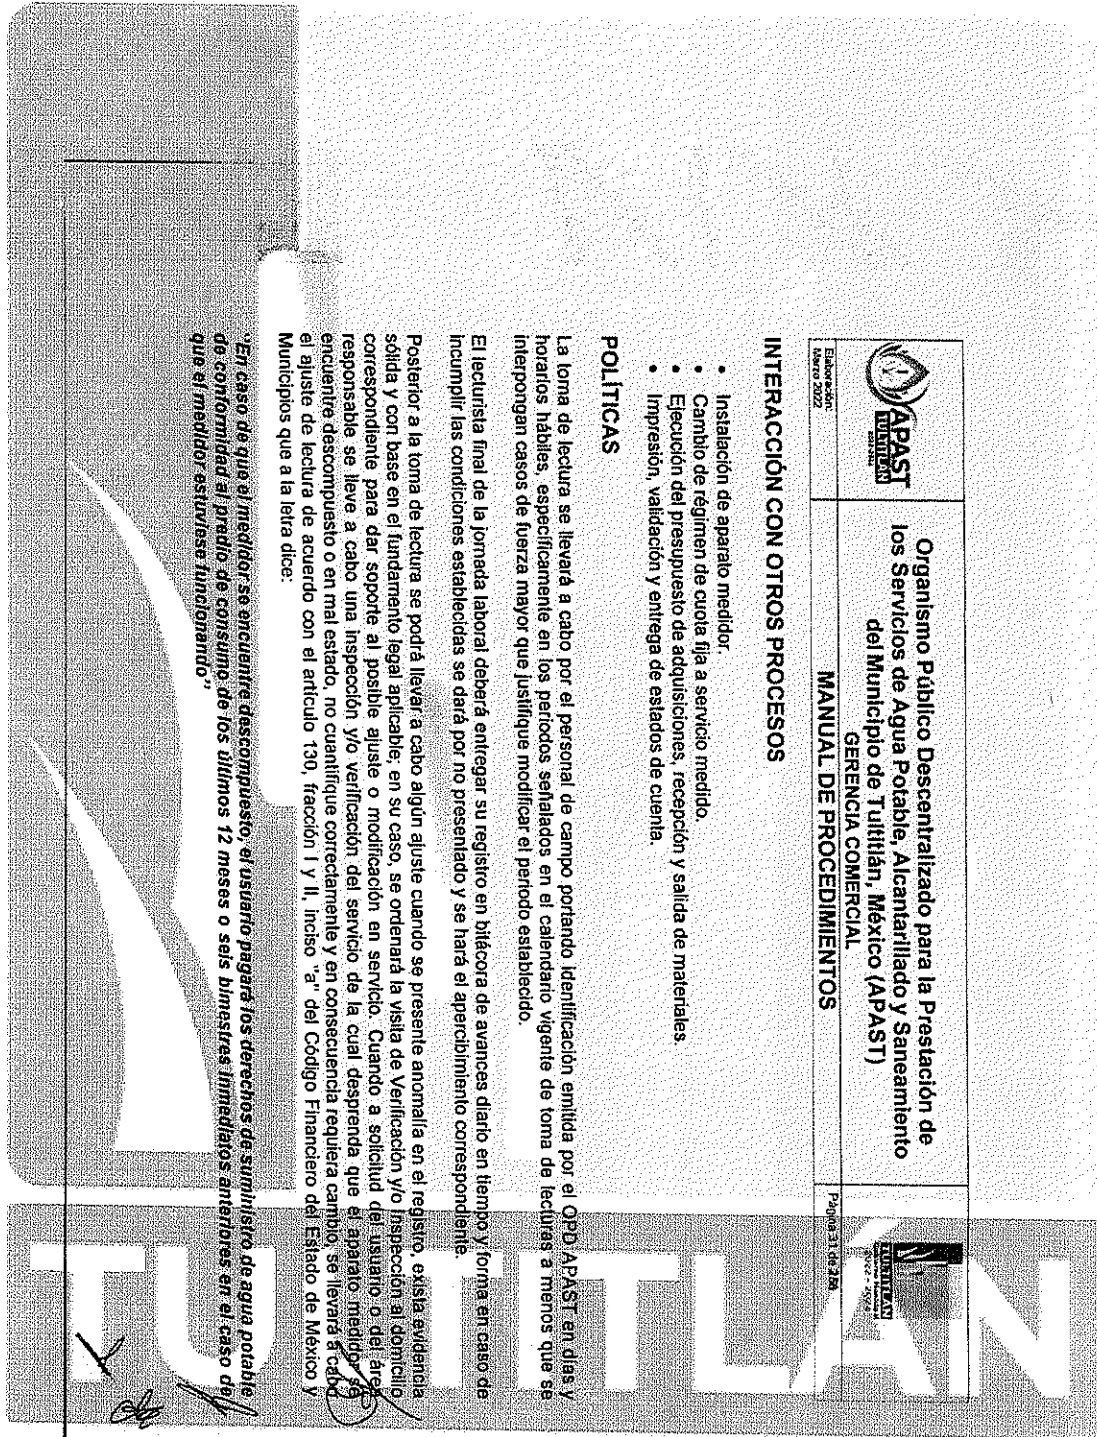 APAST
TULTITLÁN
2022-2024
Organismo Público Descentralizado para la Prestación de
los Servicios de Agua Potable, Alcantarillado y Saneamiento
del Municipio de Tultitlán, México (APAST)
GERENCIA COMERCIAL
TULTITLÁN
Elaboración:
Marzo 2022
MANUAL DE PROCEDIMIENTOS
Página 31 de 288
INTERACCIÓN CON OTROS PROCESOS
• Instalación de aparato medidor.
• Cambio de régimen de cuota fija a servicio medido.
• Ejecución del presupuesto de adquisiciones, recepción y salida de materiales.
• Impresión, validación y entrega de estados de cuenta.
POLÍTICAS
La toma de lectura se llevará a cabo por el personal de campo portando identificación emitida por el OPD APAST en días y
horarios hábiles, específicamente en los periodos señalados en el calendario vigente de toma de lecturas a menos que se
interpongan casos de fuerza mayor que justifique modificar el periodo establecido.
El lecturista final de la jornada laboral deberá entregar su registro en bitácora de avances diario en tiempo y forma en caso de
incumplir las condiciones establecidas se dará por no presentado y se hará el apercibimiento correspondiente.
Posterior a la toma de lectura se podrá llevar a cabo algún ajuste cuando se presente anomalía en el registro, exista evidencia
sólida y con base en el fundamento legal aplicable; en su caso, se ordenará la visita de Verificación y/o Inspección al domicilio
correspondiente para dar soporte al posible ajuste o modificación en servicio. Cuando a solicitud del usuario o del área
responsable se lleve a cabo una inspección y/o verificación del servicio de la cual desprenda que el aparato medidor se
encuentre descompuesto o en mal estado, no cuantifique correctamente y en consecuencia requiera cambio, se llevará a cabo
el ajuste de lectura de acuerdo con el artículo 130, fracción I y II, inciso "a" del Código Financiero del Estado de México y
Municipios que a la letra dice:
"En caso de que el medidor se encuentre descompuesto, el usuario pagará los derechos de suministro de agua potable
de conformidad al predio de consumo de los últimos 12 meses o seis bimestres inmediatos anteriores en el caso de
que el medidor estuviese funcionando"
TULTITLÁN